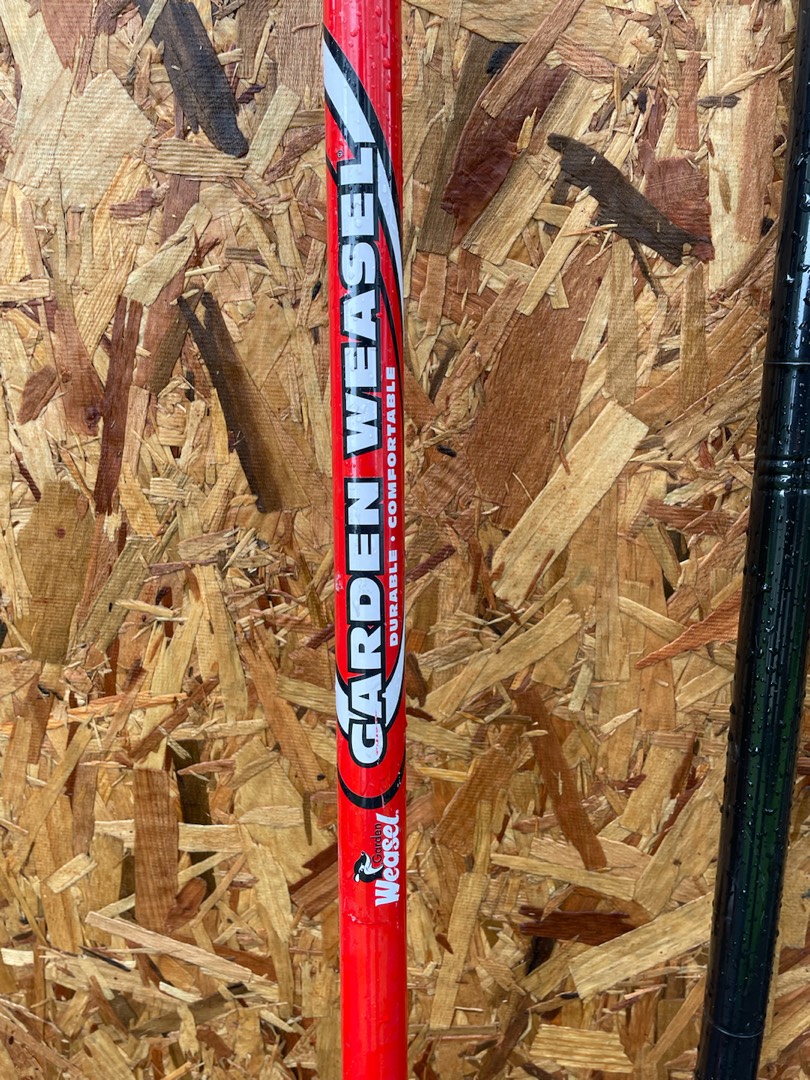 GARDEN WEASEL®
DURABLE • COMFORTABLE
Garden
Weasel®